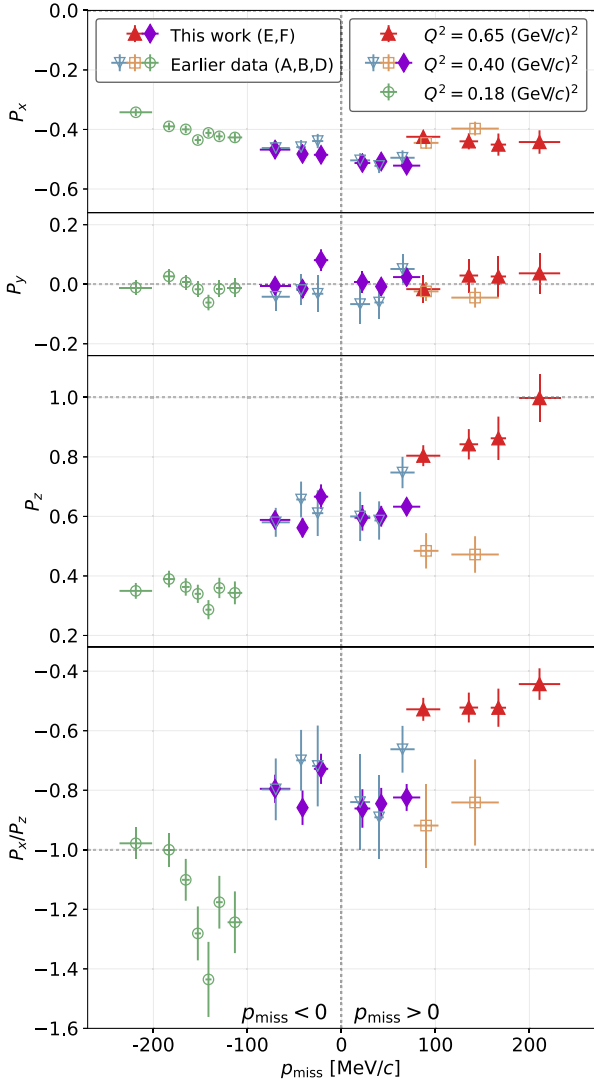 This work (E,F)
Earlier data (A,B,D)
Q² = 0.65 (GeV/c)²
Q² = 0.40 (GeV/c)²
Q² = 0.18 (GeV/c)²
0.0
−0.2
−0.4
−0.6
Pₓ
0.2
0.0
−0.2
P_y
1.0
0.8
0.6
0.4
0.2
P_z
−0.4
−0.6
−0.8
−1.0
−1.2
−1.4
−1.6
Pₓ/P_z
p_miss < 0
p_miss > 0
-200
-100
0
100
200
p_miss [MeV/c]